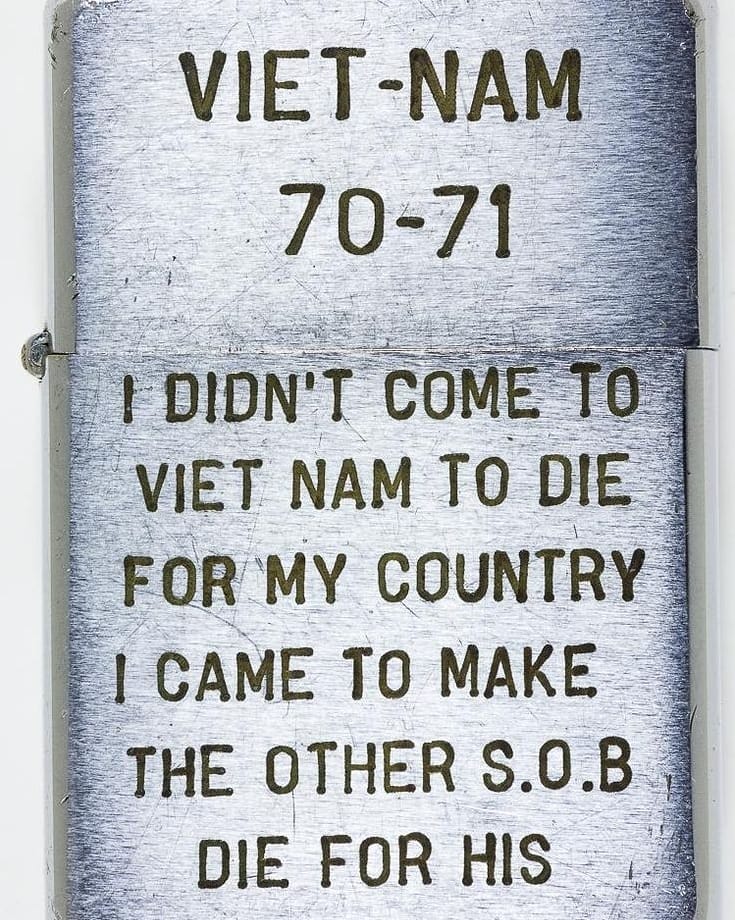 VIET-NAM
70-71
I DIDN'T COME TO
VIET NAM TO DIE
FOR MY COUNTRY
I CAME TO MAKE
THE OTHER S.O.B
DIE FOR HIS